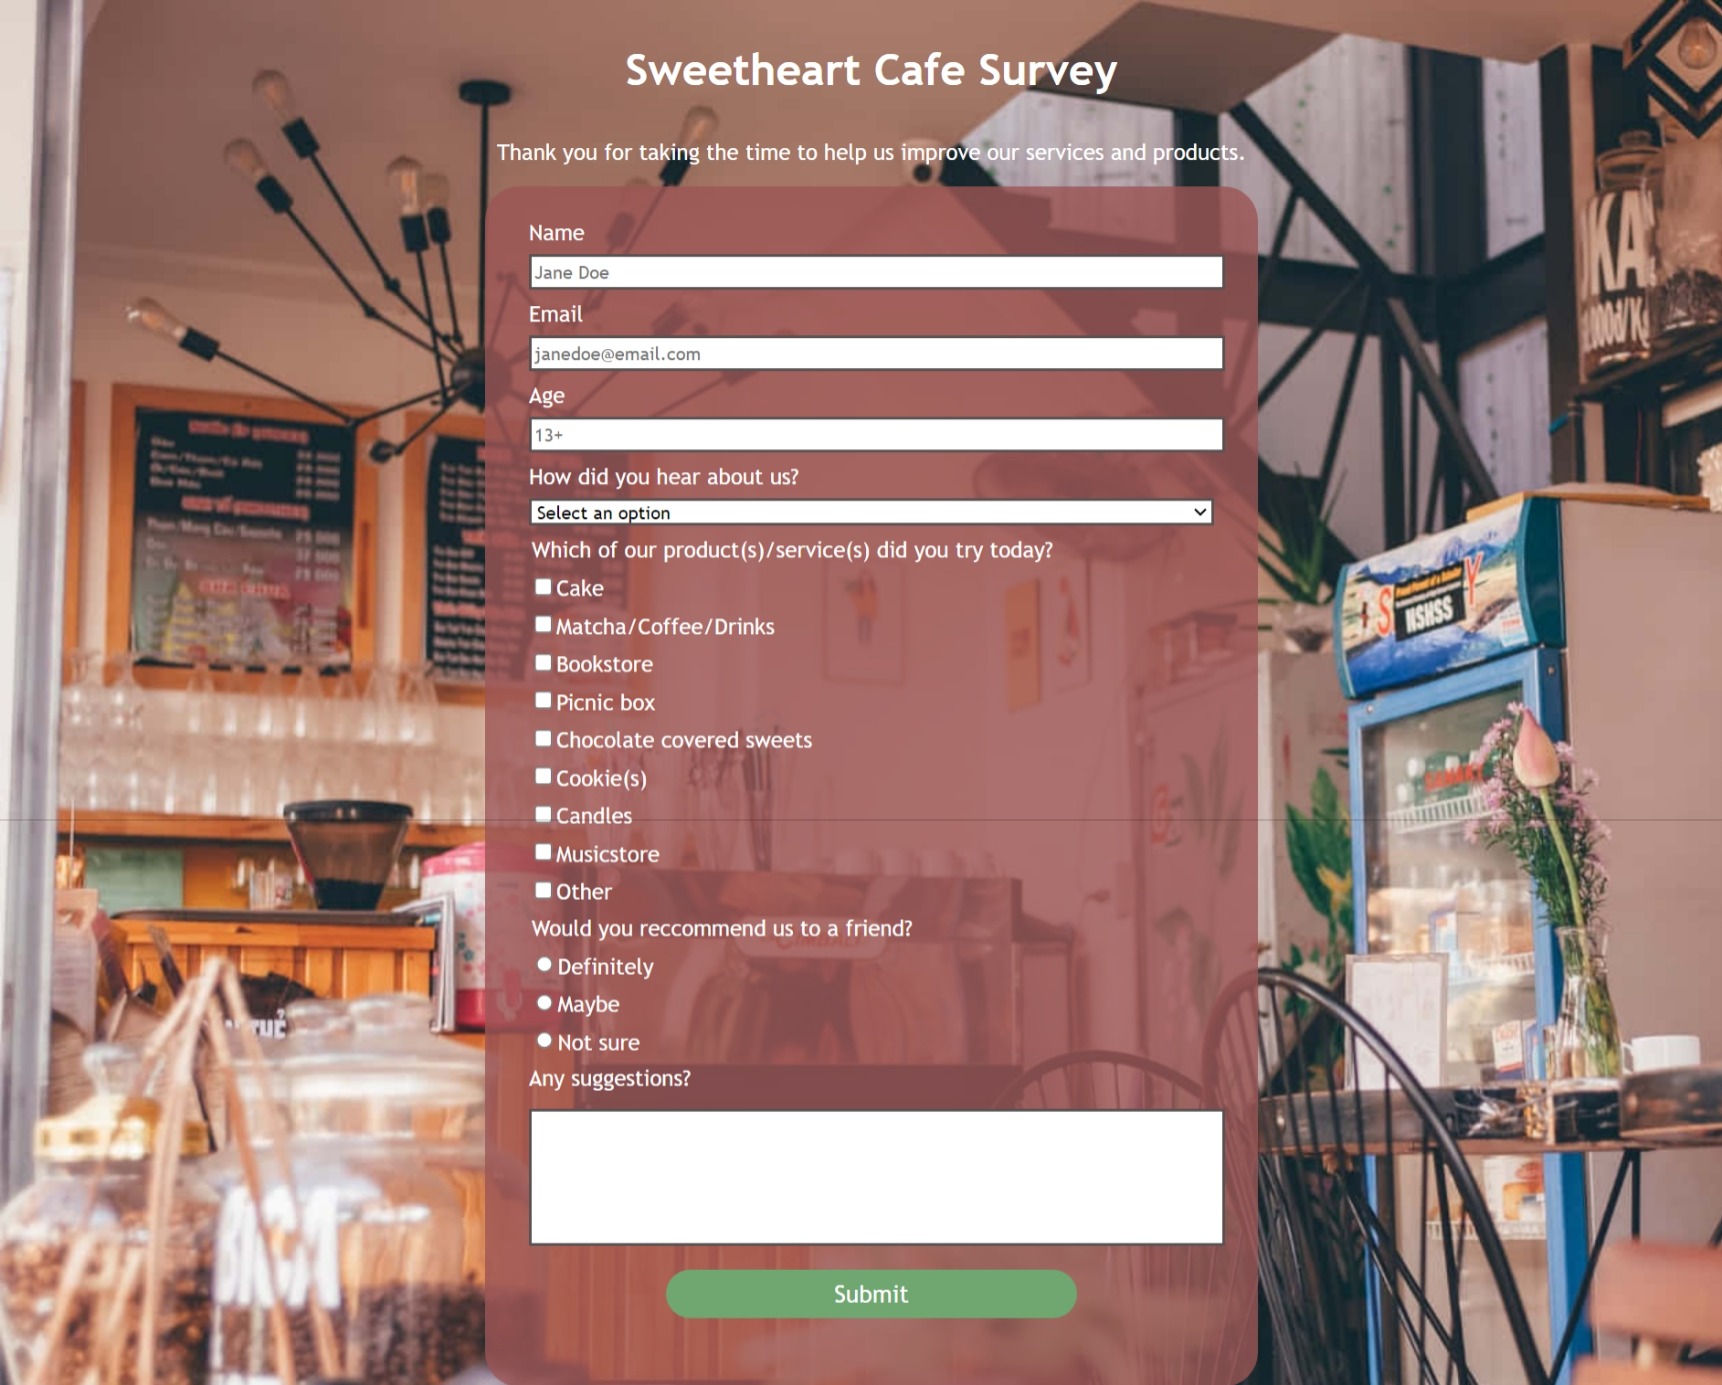 Sweetheart Cafe Survey
Thank you for taking the time to help us improve our services and products.
Name
Jane Doe
Email
janedoe@email.com
Age
13+
How did you hear about us?
Select an option
Which of our product(s)/service(s) did you try today?
Cake
Matcha/Coffee/Drinks
Bookstore
Picnic box
Chocolate covered sweets
Cookie(s)
Candles
Musicstore
Other
Would you reccommend us to a friend?
Definitely
Maybe
Not sure
Any suggestions?
Submit
HSHSS